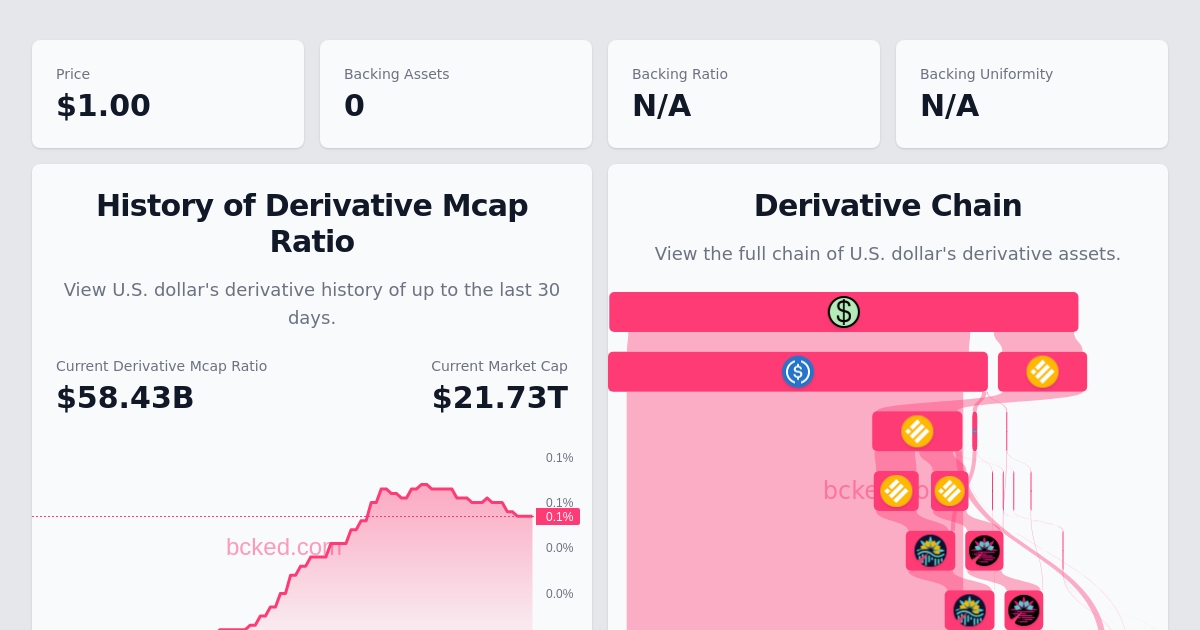 Price
$1.00
Backing Assets
0
Backing Ratio
N/A
Backing Uniformity
N/A
History of Derivative Mcap
Ratio
View U.S. dollar's derivative history of up to the last 30
days.
Current Derivative Mcap Ratio
$58.43B
Current Market Cap
$21.73T
0.1%
0.1%
0.1%
0.0%
0.0%
bcked.com
Derivative Chain
View the full chain of U.S. dollar's derivative assets.